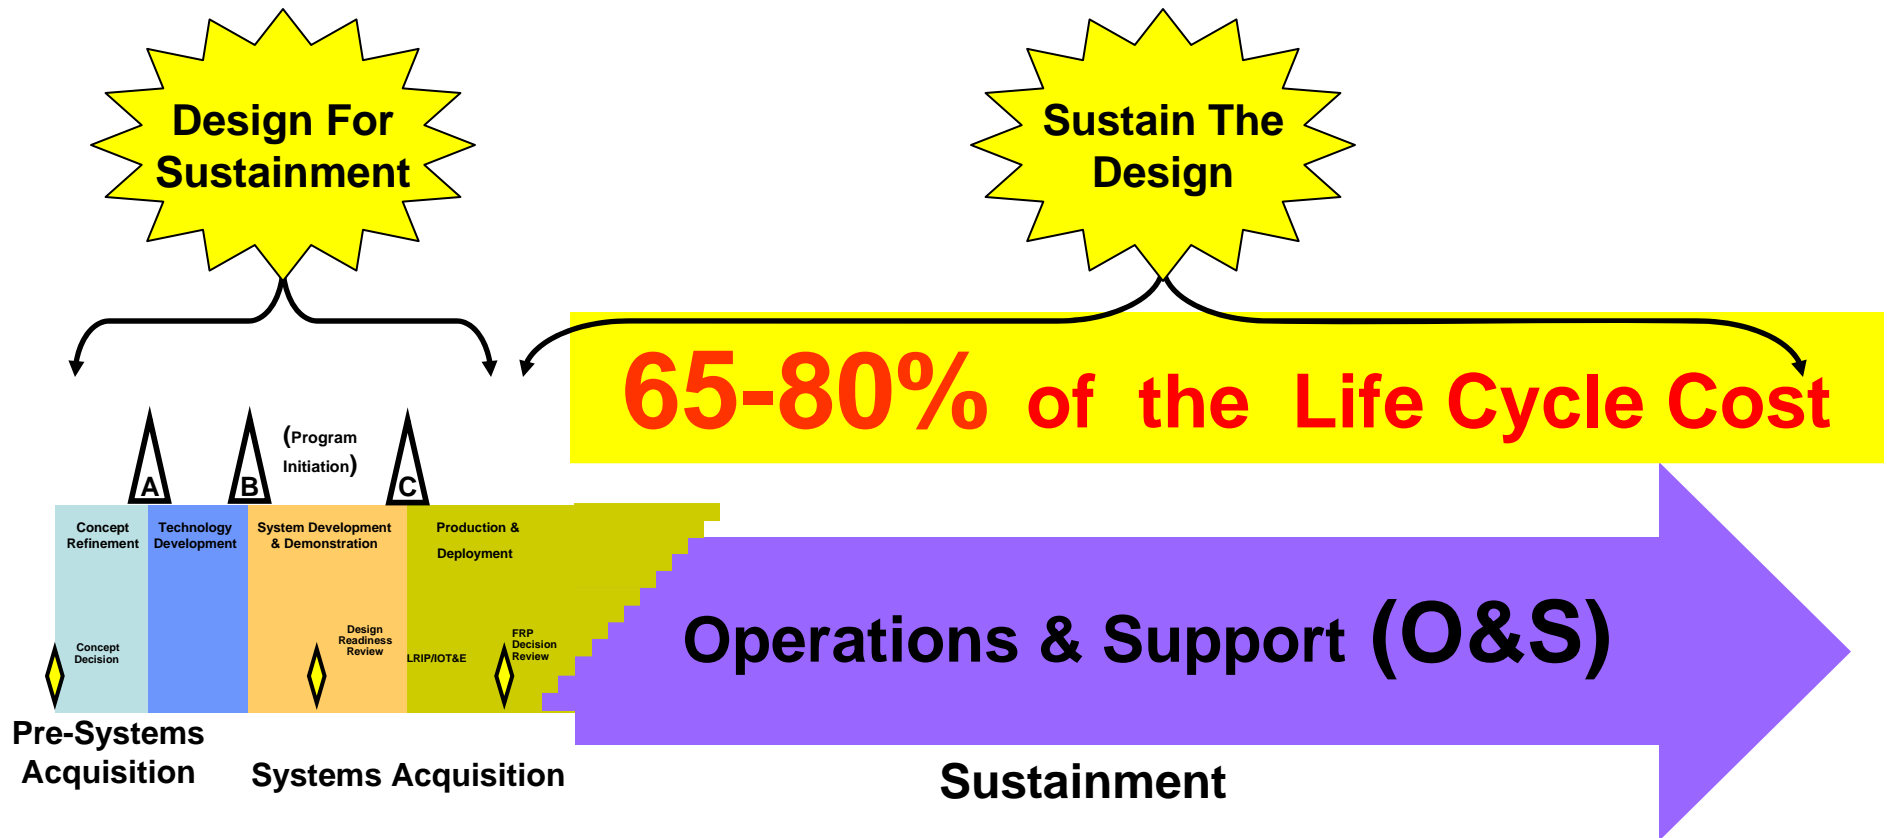 Design For
Sustainment
Sustain The
Design
65-80% of the Life Cycle Cost
(Program
Initiation)
A
B
C
Concept
Refinement
Technology
Development
System Development
& Demonstration
Production &
Deployment
Concept
Decision
Design
Readiness
Review
LRIP/IOT&E
FRP
Decision
Review
Operations & Support (O&S)
Pre-Systems
Acquisition
Systems Acquisition
Sustainment